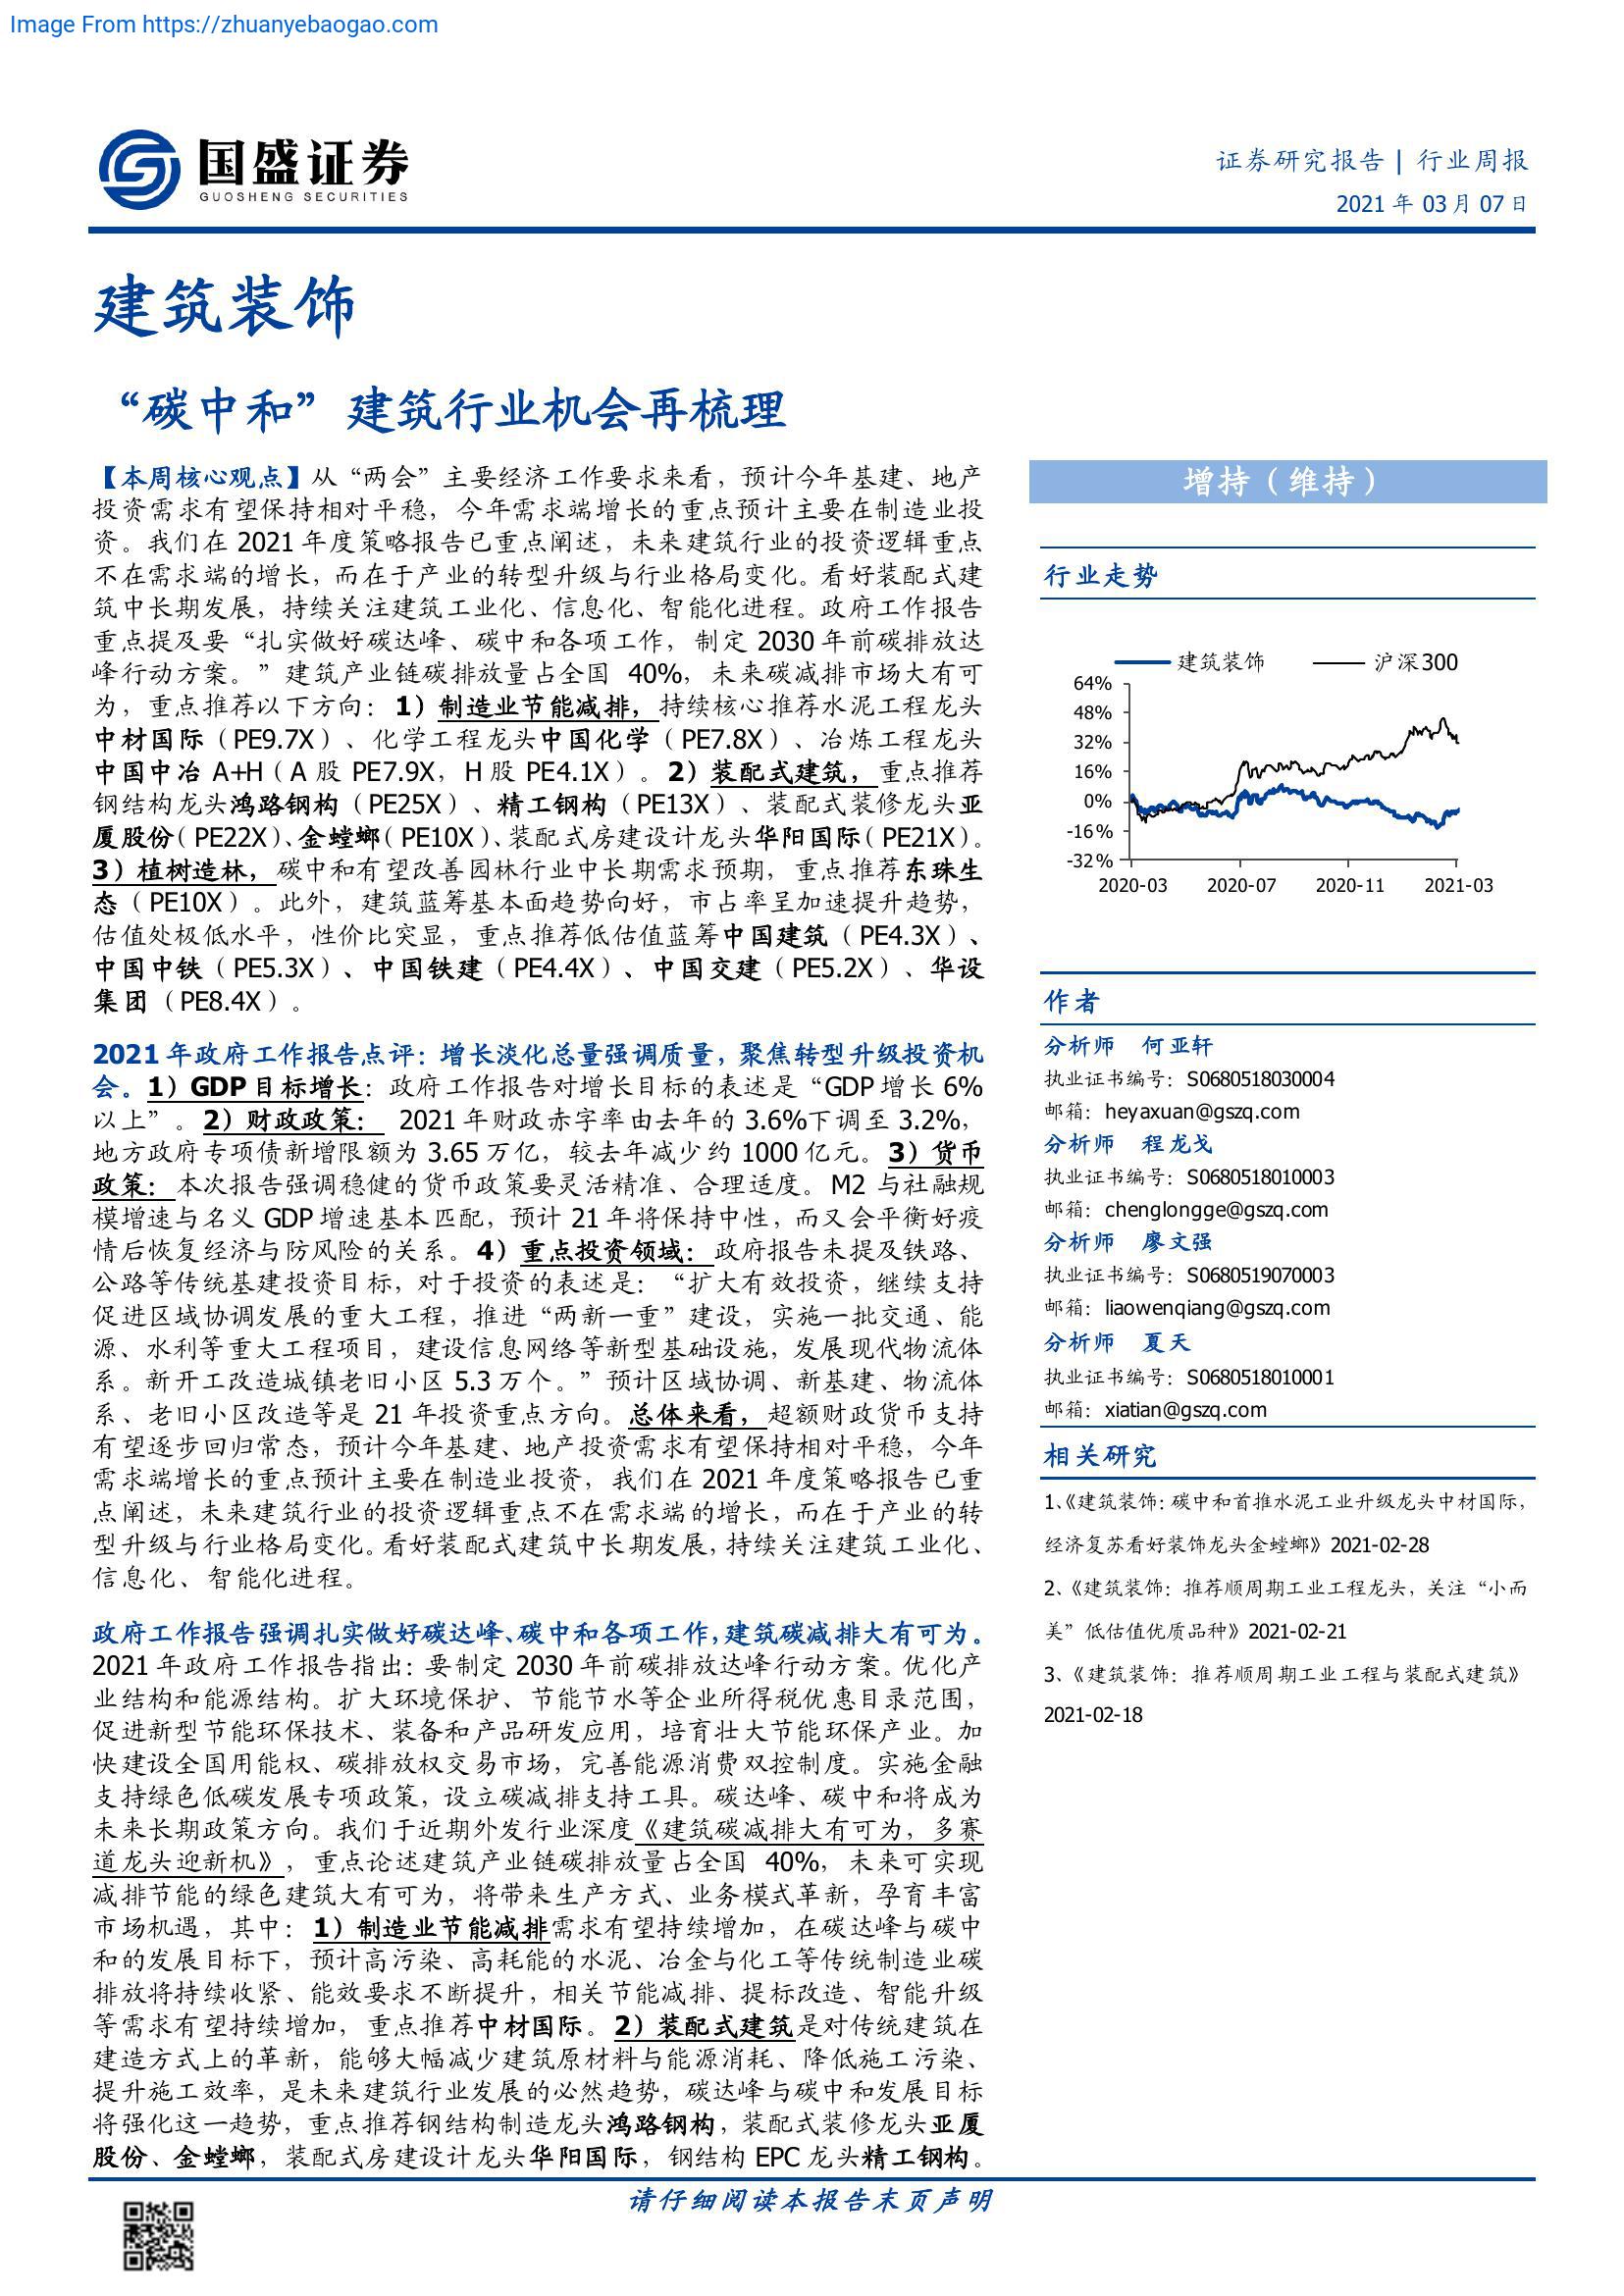 Image From https://zhuanyebaogao.com
国盛证券
GUOSHENG SECURITIES
证券研究报告 | 行业周报
2021 年 03 月 07 日
建筑装饰
“碳中和”建筑行业机会再梳理
【本周核心观点】从“两会”主要经济工作要求来看，预计今年基建、地产
投资需求有望保持相对平稳，今年需求端增长的重点预计主要在制造业投
资。我们在 2021 年度策略报告已重点阐述，未来建筑行业的投资逻辑重点
不在需求端的增长，而在于产业的转型升级与行业格局变化。看好装配式建
筑中长期发展，持续关注建筑工业化、信息化、智能化进程。政府工作报告
重点提及要“扎实做好碳达峰、碳中和各项工作，制定 2030 年前碳排放达
峰行动方案。”建筑产业链碳排放量占全国 40%，未来碳减排市场大有可
为，重点推荐以下方向：1）制造业节能减排，持续核心推荐水泥工程龙头
中材国际（PE9.7X）、化学工程龙头中国化学（PE7.8X）、冶炼工程龙头
中国中冶 A+H（A 股 PE7.9X，H 股 PE4.1X）。2）装配式建筑，重点推荐
钢结构龙头鸿路钢构（PE25X）、精工钢构（PE13X）、装配式装修龙头亚
厦股份（PE22X）、金螳螂（PE10X）、装配式房建设计龙头华阳国际（PE21X）。
3）植树造林，碳中和有望改善园林行业中长期需求预期，重点推荐东珠生
态（PE10X）。此外，建筑蓝筹基本面趋势向好，市占率呈加速提升趋势，
估值处极低水平，性价比突显，重点推荐低估值蓝筹中国建筑（PE4.3X）、
中国中铁（PE5.3X）、中国铁建（PE4.4X）、中国交建（PE5.2X）、华设
集团（PE8.4X）。
2021 年政府工作报告点评：增长淡化总量强调质量，聚焦转型升级投资机
会。1）GDP 目标增长：政府工作报告对增长目标的表述是“GDP 增长 6%
以上”。2）财政政策： 2021 年财政赤字率由去年的 3.6%下调至 3.2%，
地方政府专项债新增限额为 3.65 万亿，较去年减少约 1000 亿元。3）货币
政策：本次报告强调稳健的货币政策要灵活精准、合理适度。M2 与社融规
模增速与名义 GDP 增速基本匹配，预计 21 年将保持中性，而又会平衡好疫
情后恢复经济与防风险的关系。4）重点投资领域：政府报告未提及铁路、
公路等传统基建投资目标，对于投资的表述是：“扩大有效投资，继续支持
促进区域协调发展的重大工程，推进“两新一重”建设，实施一批交通、能
源、水利等重大工程项目，建设信息网络等新型基础设施，发展现代物流体
系。新开工改造城镇老旧小区 5.3 万个。”预计区域协调、新基建、物流体
系、老旧小区改造等是 21 年投资重点方向。总体来看，超额财政货币支持
有望逐步回归常态，预计今年基建、地产投资需求有望保持相对平稳，今年
需求端增长的重点预计主要在制造业投资，我们在 2021 年度策略报告已重
点阐述，未来建筑行业的投资逻辑重点不在需求端的增长，而在于产业的转
型升级与行业格局变化。看好装配式建筑中长期发展，持续关注建筑工业化、
信息化、智能化进程。
政府工作报告强调扎实做好碳达峰、碳中和各项工作，建筑碳减排大有可为。
2021 年政府工作报告指出：要制定 2030 年前碳排放达峰行动方案。优化产
业结构和能源结构。扩大环境保护、节能节水等企业所得税优惠目录范围，
促进新型节能环保技术、装备和产品研发应用，培育壮大节能环保产业。加
快建设全国用能权、碳排放权交易市场，完善能源消费双控制度。实施金融
支持绿色低碳发展专项政策，设立碳减排支持工具。碳达峰、碳中和将成为
未来长期政策方向。我们于近期外发行业深度《建筑碳减排大有可为，多赛
道龙头迎新机》，重点论述建筑产业链碳排放量占全国 40%，未来可实现
减排节能的绿色建筑大有可为，将带来生产方式、业务模式革新，孕育丰富
市场机遇，其中：1）制造业节能减排需求有望持续增加，在碳达峰与碳中
和的发展目标下，预计高污染、高耗能的水泥、冶金与化工等传统制造业碳
排放将持续收紧、能效要求不断提升，相关节能减排、提标改造、智能升级
等需求有望持续增加，重点推荐中材国际。2）装配式建筑是对传统建筑在
建造方式上的革新，能够大幅减少建筑原材料与能源消耗、降低施工污染、
提升施工效率，是未来建筑行业发展的必然趋势，碳达峰与碳中和发展目标
将强化这一趋势，重点推荐钢结构制造龙头鸿路钢构，装配式装修龙头亚厦
股份、金螳螂，装配式房建设计龙头华阳国际，钢结构 EPC 龙头精工钢构。
增持（维持）
行业走势
建筑装饰 沪深300
64%
48%
32%
16%
0%
-16%
-32%
2020-03 2020-07 2020-11 2021-03
作者
分析师 何亚轩
执业证书编号：S0680518030004
邮箱：heyaxuan@gszq.com
分析师 程龙戈
执业证书编号：S0680518010003
邮箱：chenglongge@gszq.com
分析师 廖文强
执业证书编号：S0680519070003
邮箱：liaowenqiang@gszq.com
分析师 夏天
执业证书编号：S0680518010001
邮箱：xiatian@gszq.com
相关研究
1、《建筑装饰：碳中和首推水泥工业升级龙头中材国际，
经济复苏看好装饰龙头金螳螂》2021-02-28
2、《建筑装饰：推荐顺周期工业工程龙头，关注“小而
美”低估值优质品种》2021-02-21
3、《建筑装饰：推荐顺周期工业工程与装配式建筑》
2021-02-18
请仔细阅读本报告末页声明